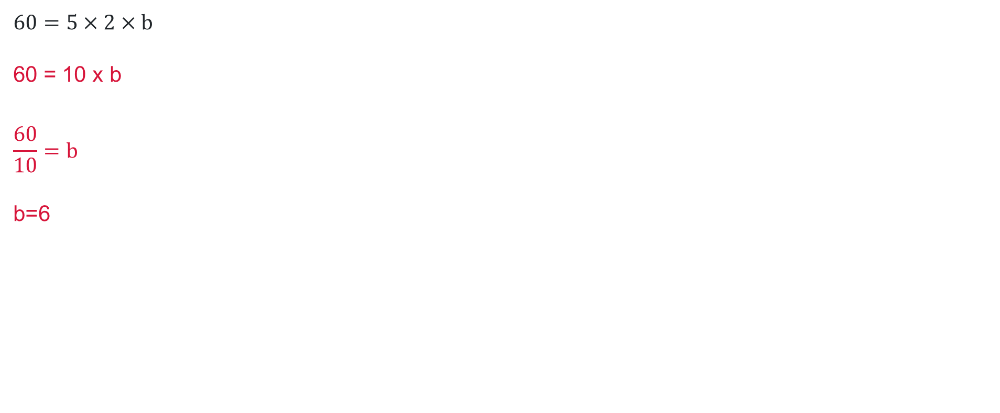 60 = 5 × 2 × b
60 = 10 x b
60/10 = b
b=6